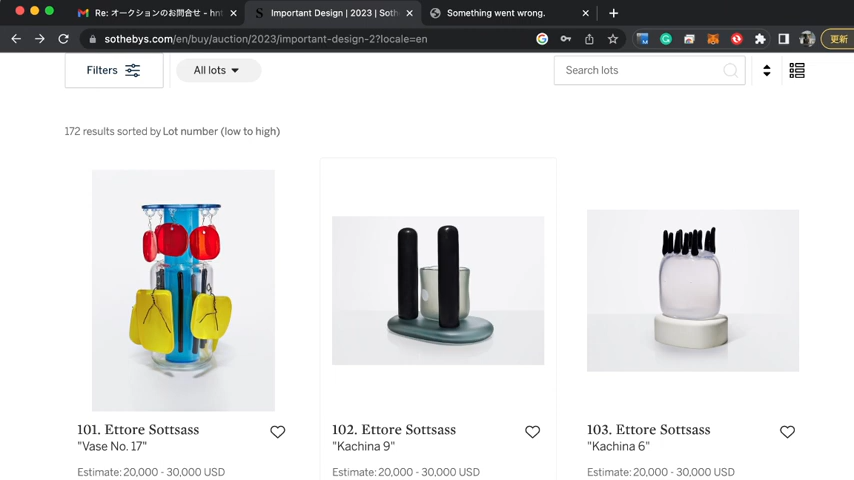 Re: オークションのお問合せ - hnf
Important Design | 2023 | Soth
Something went wrong.
sothebys.com/en/buy/auction/2023/important-design-2?locale=en
更新
Filters
All lots
Search lots
172 results sorted by Lot number (low to high)
101. Ettore Sottsass
"Vase No. 17"
Estimate: 20,000 - 30,000 USD
102. Ettore Sottsass
"Kachina 9"
Estimate: 20,000 - 30,000 USD
103. Ettore Sottsass
"Kachina 6"
Estimate: 20,000 - 30,000 USD